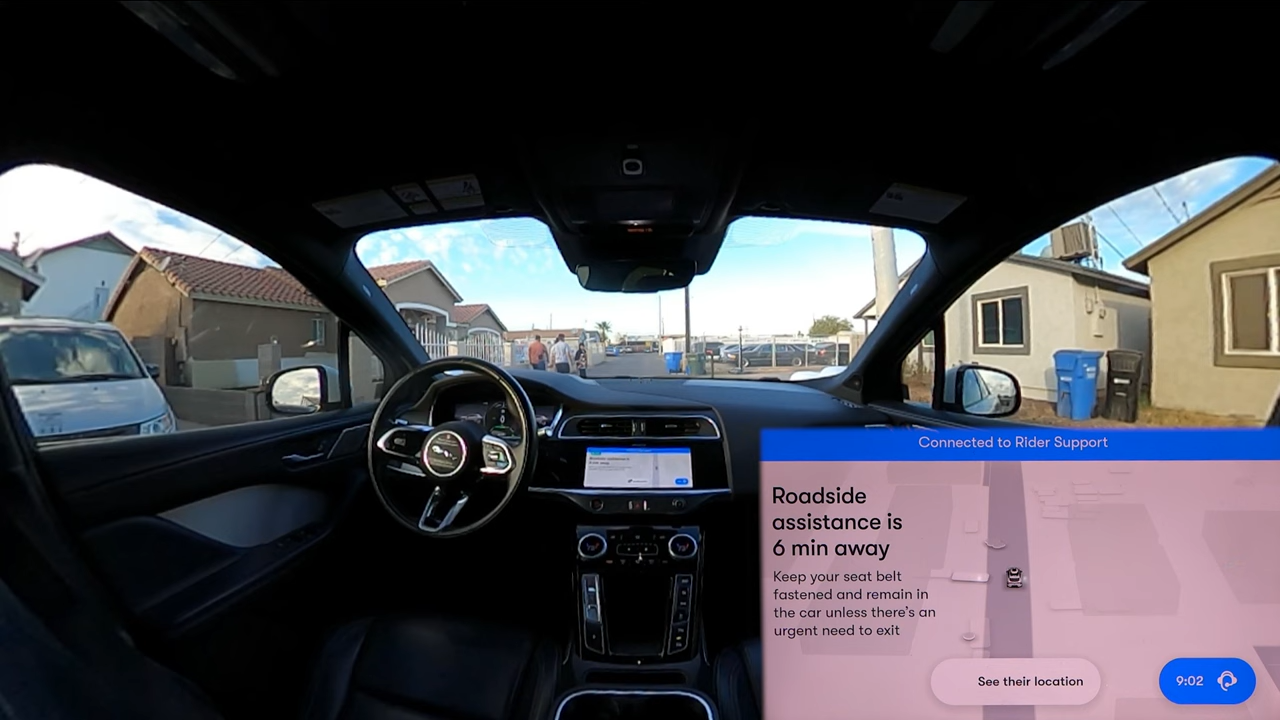 Connected to Rider Support
Roadside
assistance is
6 min away
Keep your seat belt
fastened and remain in
the car unless there's an
urgent need to exit
See their location
9:02